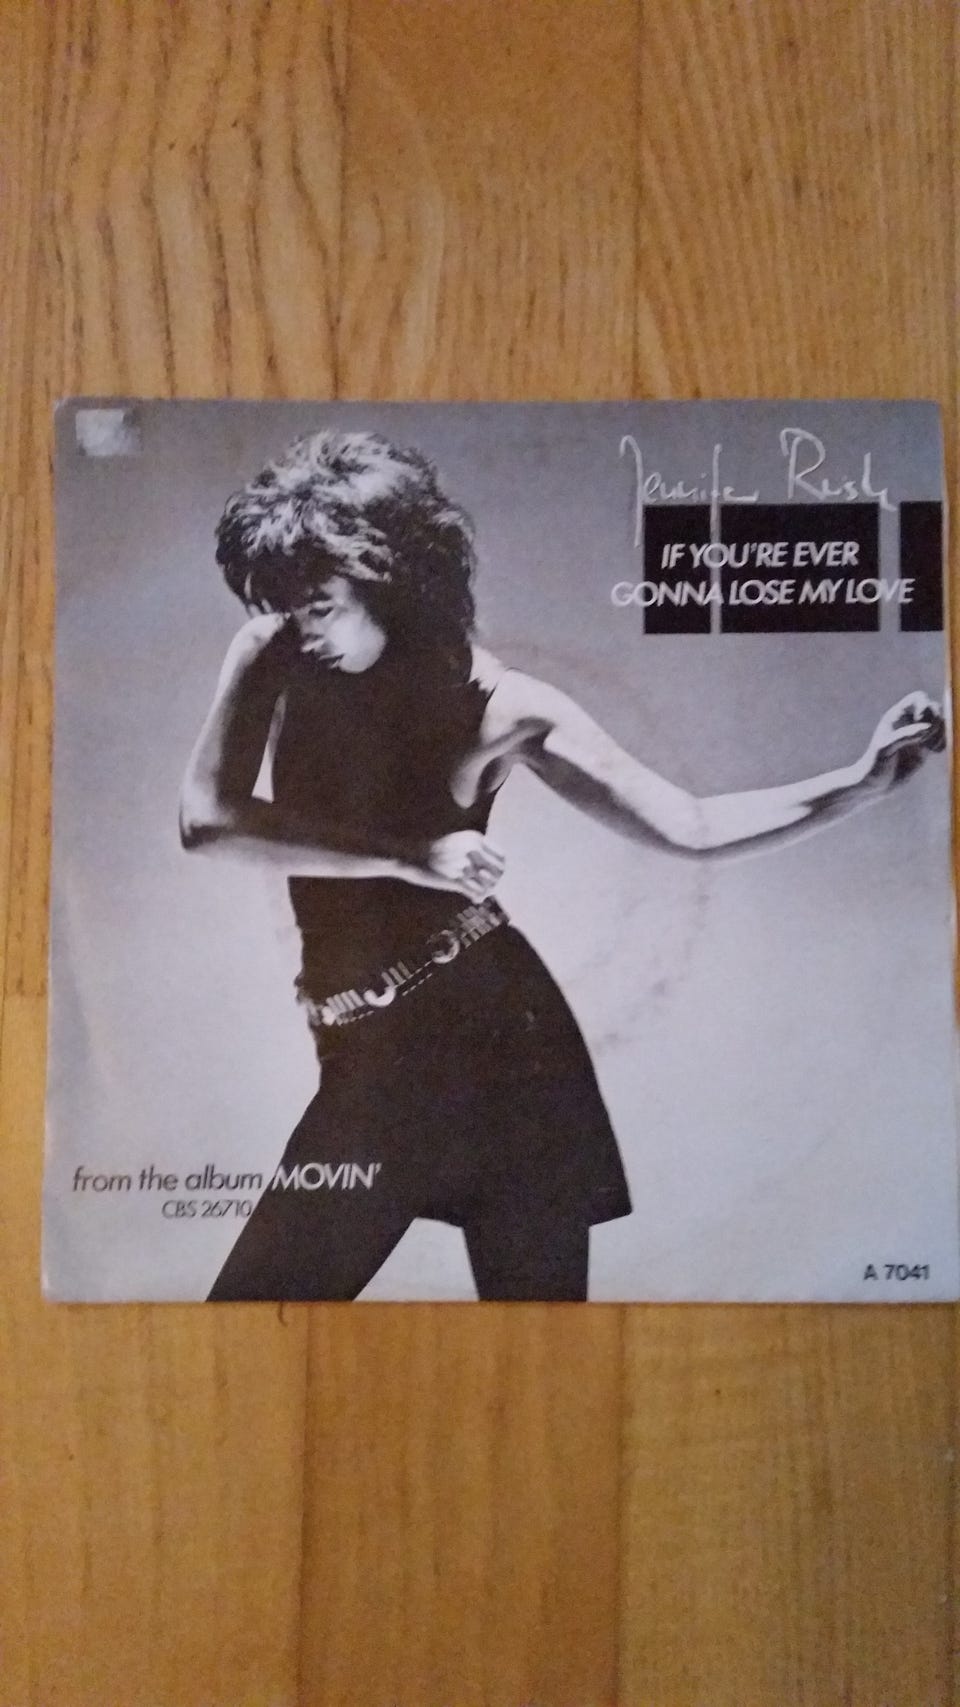 Jennifer Rush
IF YOU'RE EVER
GONNA LOSE MY LOVE
from the album MOVIN'
CBS 26710
A 7041